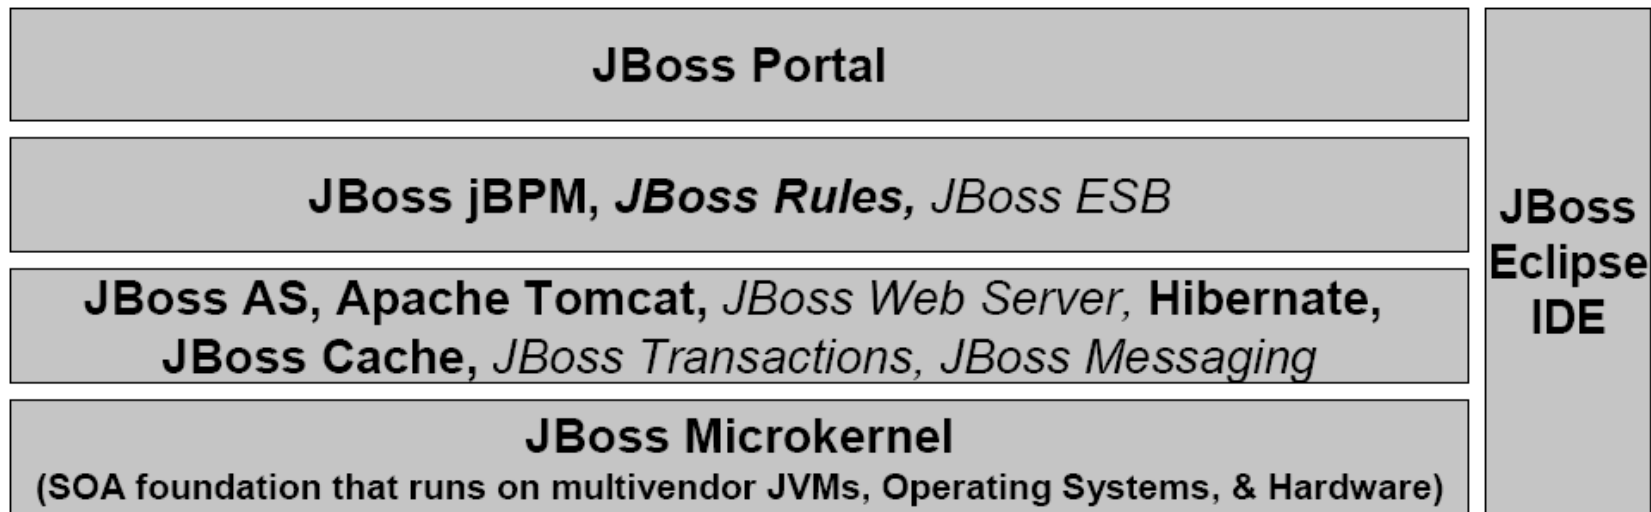 JBoss Portal
JBoss jBPM, JBoss Rules, JBoss ESB
JBoss AS, Apache Tomcat, JBoss Web Server, Hibernate,
JBoss Cache, JBoss Transactions, JBoss Messaging
JBoss Microkernel
(SOA foundation that runs on multivendor JVMs, Operating Systems, & Hardware)
JBoss
Eclipse
IDE